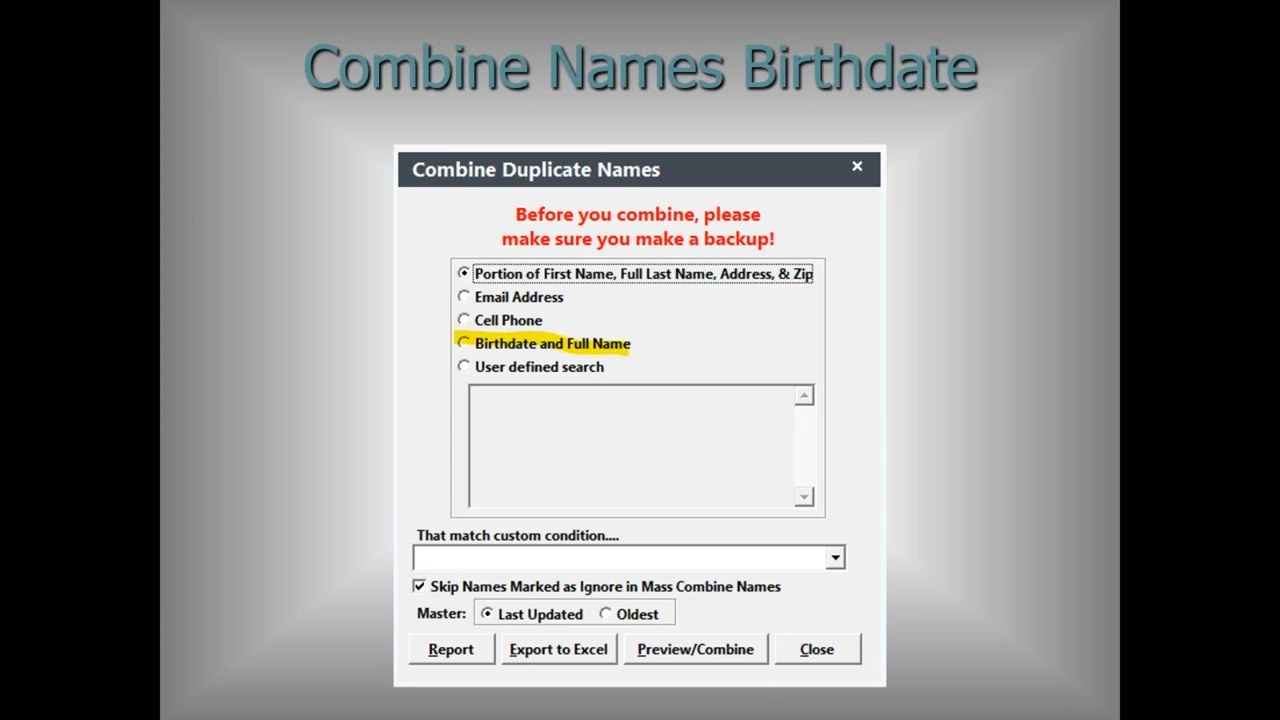 Combine Names Birthdate
Combine Duplicate Names
Before you combine, please
make sure you make a backup!
Portion of First Name, Full Last Name, Address, & Zip
Email Address
Cell Phone
Birthdate and Full Name
User defined search
That match custom condition....
Skip Names Marked as Ignore in Mass Combine Names
Master: Last Updated Oldest
Report Export to Excel Preview/Combine Close